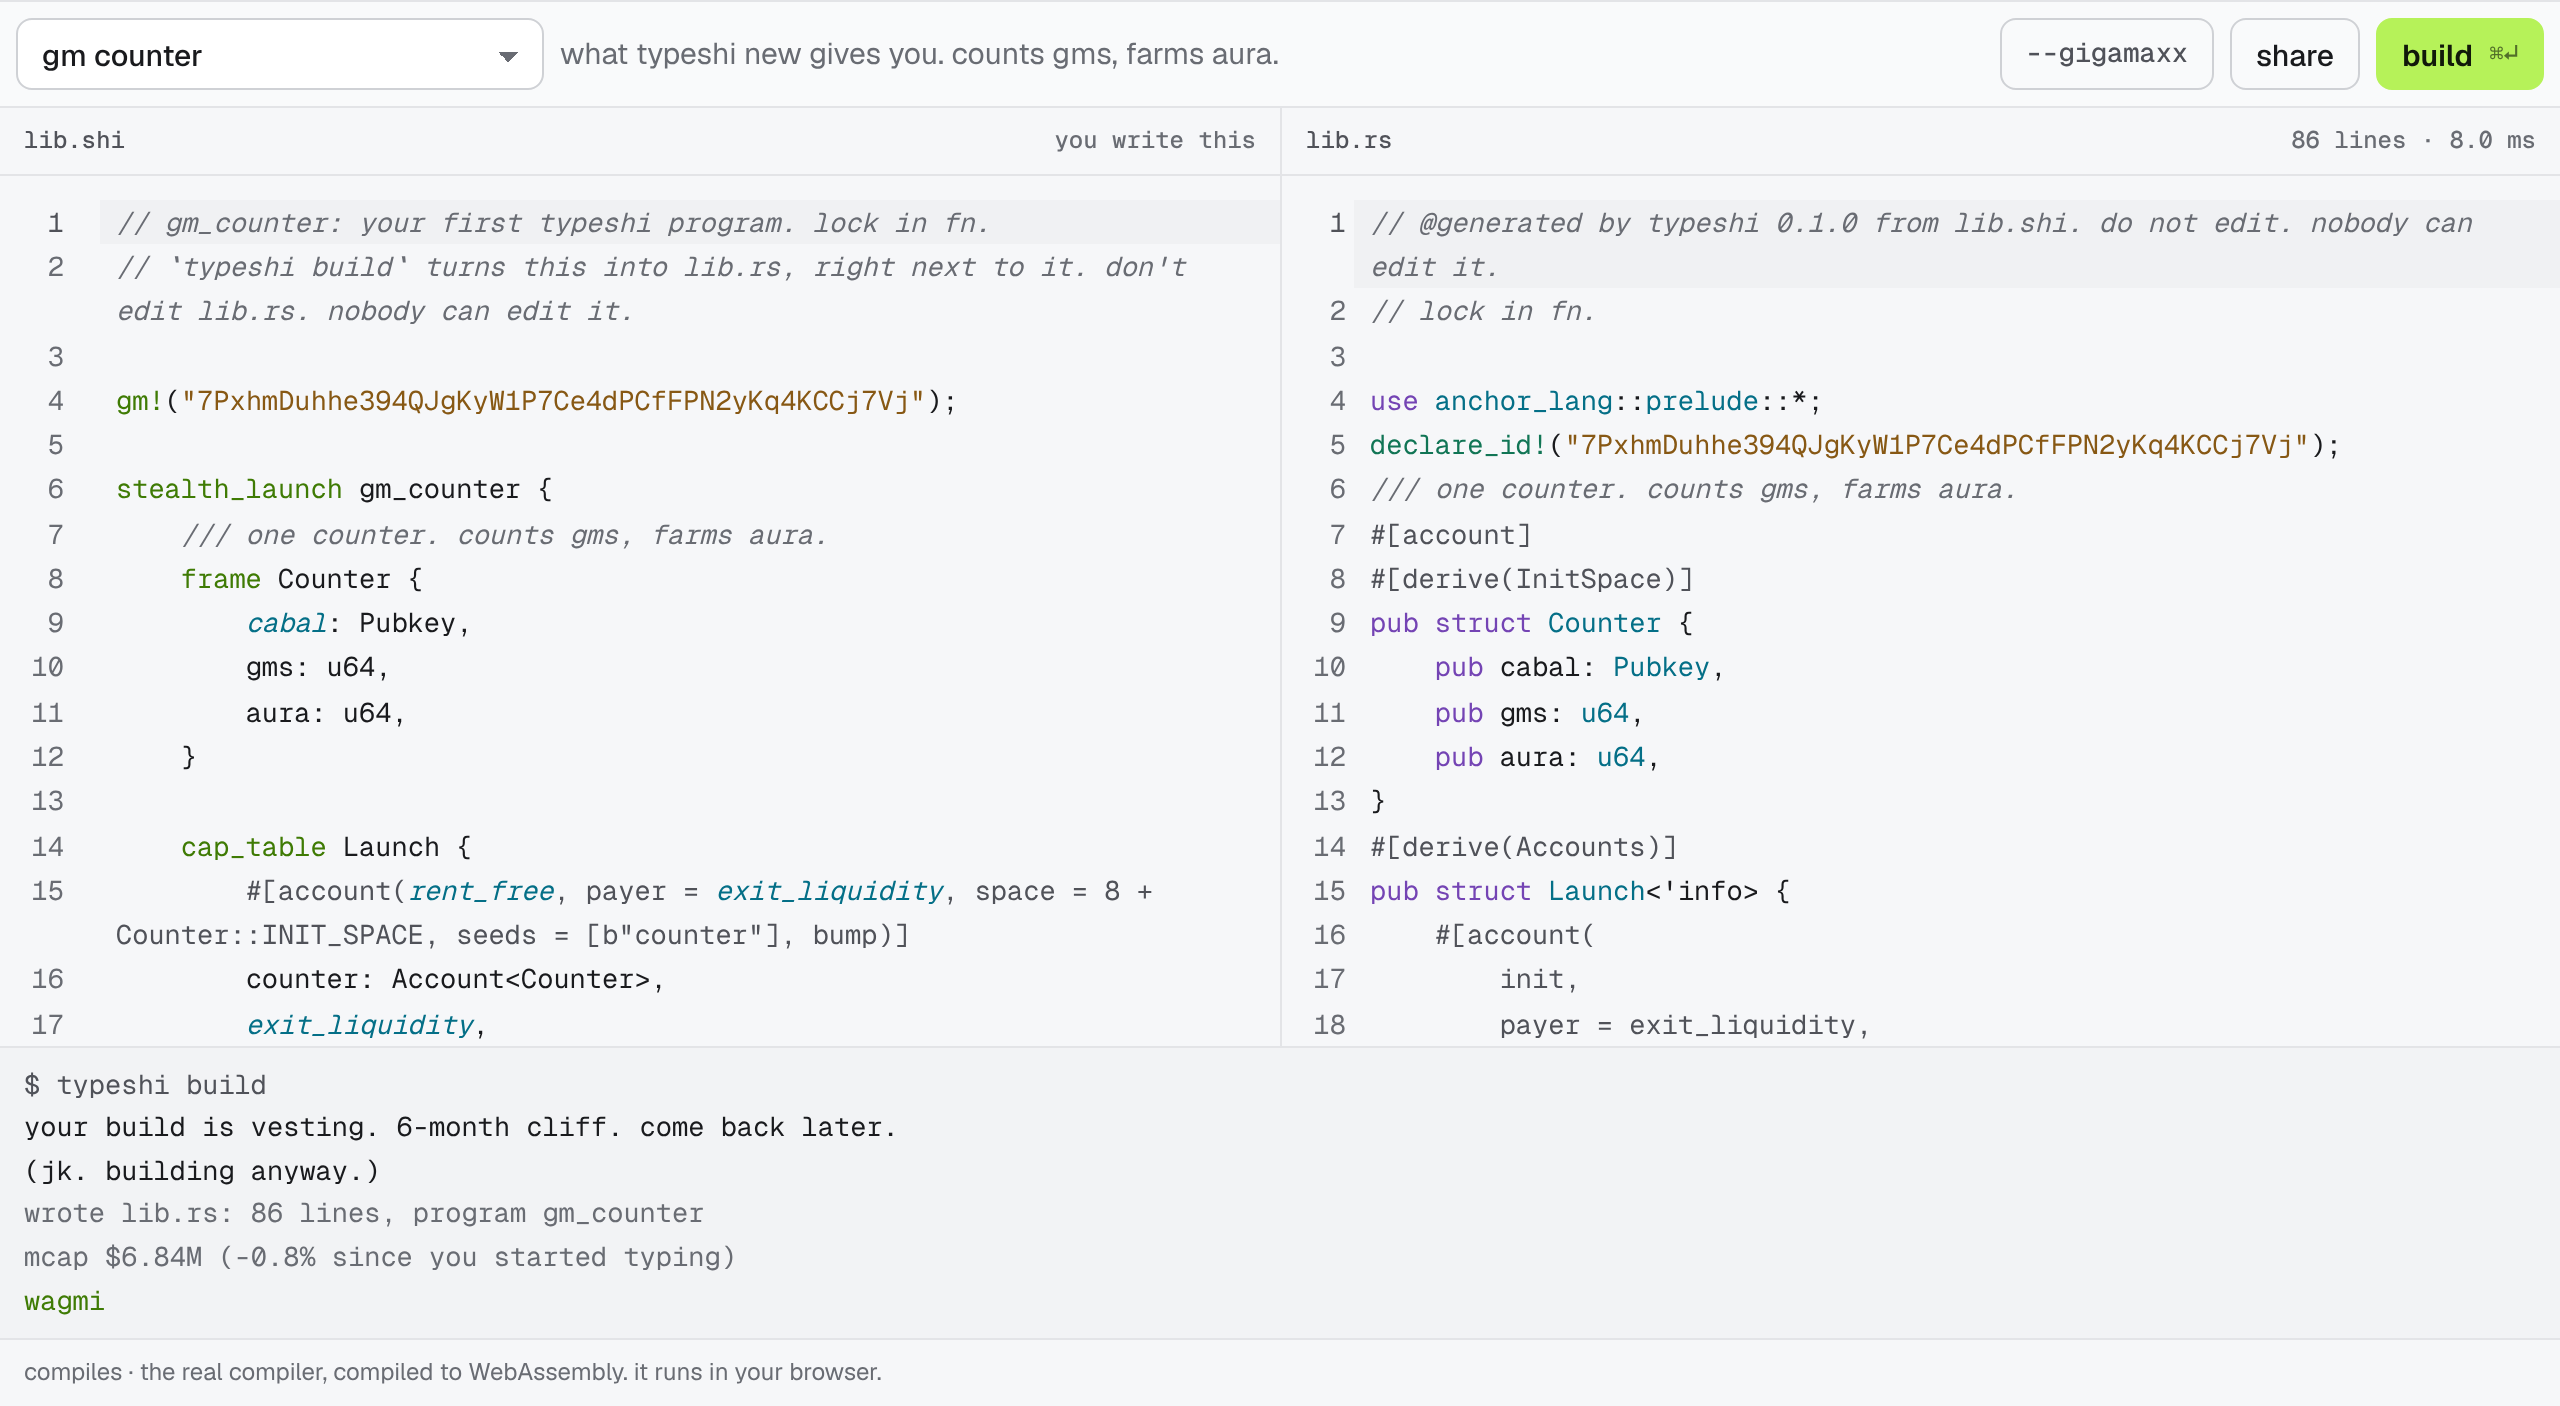 gm counter
what typeshi new gives you. counts gms, farms aura.
--gigamaxx
share
build ⌘↵
lib.shi
you write this
1 // gm_counter: your first typeshi program. lock in fn.
2 // `typeshi build` turns this into lib.rs, right next to it. don't
edit lib.rs. nobody can edit it.
3
4 gm!("7PxhmDuhhe394QJgKyW1P7Ce4dPCfFPN2yKq4KCCj7Vj");
5
6 stealth_launch gm_counter {
7 /// one counter. counts gms, farms aura.
8 frame Counter {
9 cabal: Pubkey,
10 gms: u64,
11 aura: u64,
12 }
13
14 cap_table Launch {
15 #[account(rent_free, payer = exit_liquidity, space = 8 +
Counter::INIT_SPACE, seeds = [b"counter"], bump)]
16 counter: Account<Counter>,
17 exit_liquidity,
lib.rs
86 lines · 8.0 ms
1 // @generated by typeshi 0.1.0 from lib.shi. do not edit. nobody can
edit it.
2 // lock in fn.
3
4 use anchor_lang::prelude::*;
5 declare_id!("7PxhmDuhhe394QJgKyW1P7Ce4dPCfFPN2yKq4KCCj7Vj");
6 /// one counter. counts gms, farms aura.
7 #[account]
8 #[derive(InitSpace)]
9 pub struct Counter {
10 pub cabal: Pubkey,
11 pub gms: u64,
12 pub aura: u64,
13 }
14 #[derive(Accounts)]
15 pub struct Launch<'info> {
16 #[account(
17 init,
18 payer = exit_liquidity,
$ typeshi build
your build is vesting. 6-month cliff. come back later.
(jk. building anyway.)
wrote lib.rs: 86 lines, program gm_counter
mcap $6.84M (-0.8% since you started typing)
wagmi
compiles · the real compiler, compiled to WebAssembly. it runs in your browser.